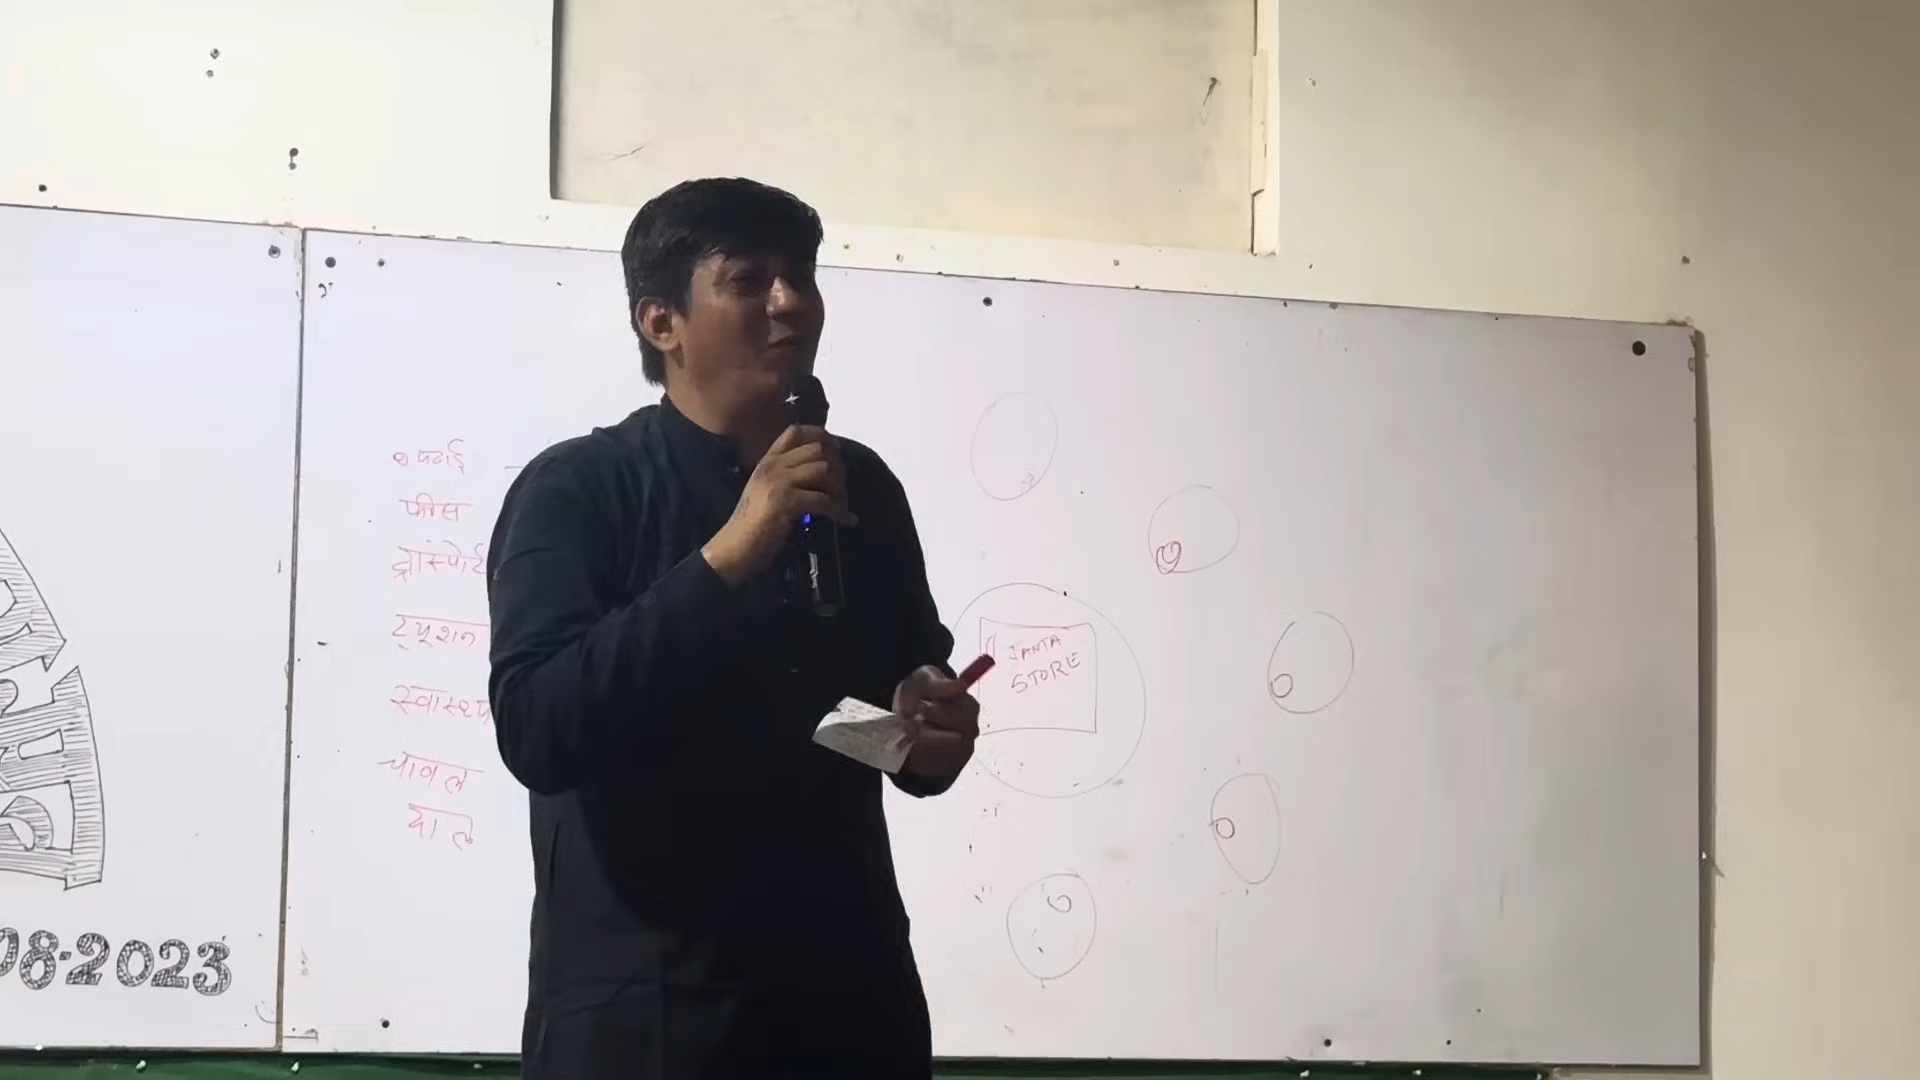 पढाई
फीस
ट्रांसपोर्ट
ट्यूशन
स्वास्थ्य
चावल
दाल
JANTA
STORE
08-2023